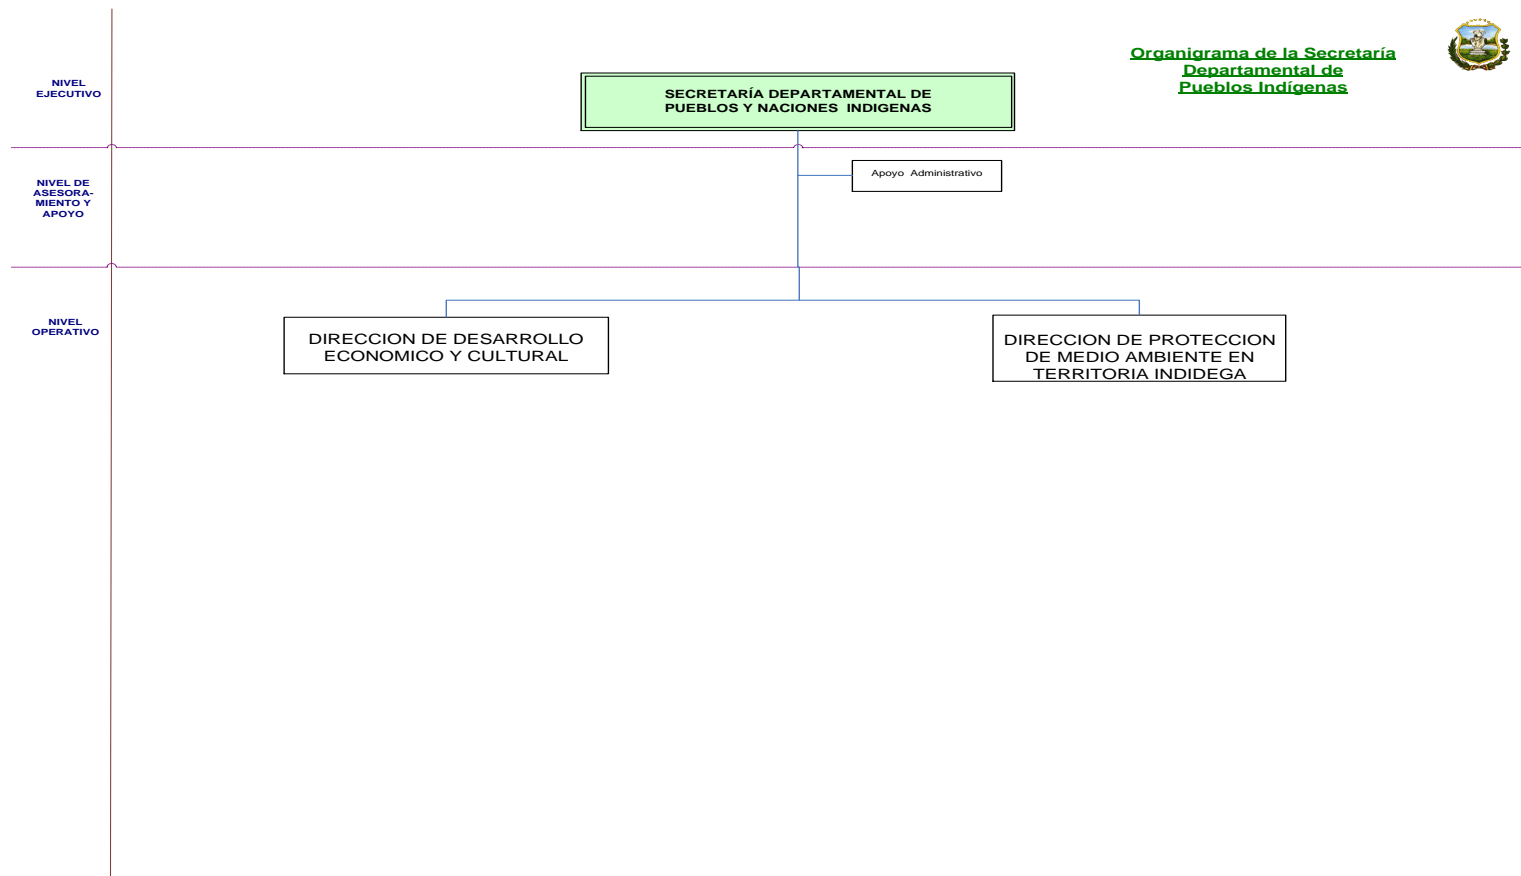 Organigrama de la Secretaría
Departamental de
Pueblos Indígenas
NIVEL
EJECUTIVO
SECRETARÍA DEPARTAMENTAL DE
PUEBLOS Y NACIONES INDIGENAS
NIVEL DE
ASESORA-
MIENTO Y
APOYO
Apoyo Administrativo
NIVEL
OPERATIVO
DIRECCION DE DESARROLLO
ECONOMICO Y CULTURAL
DIRECCION DE PROTECCION
DE MEDIO AMBIENTE EN
TERRITORIA INDIDEGA